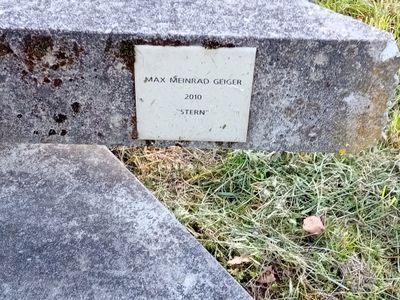 MAX MEINRAD GEIGER
2010
"STERN"